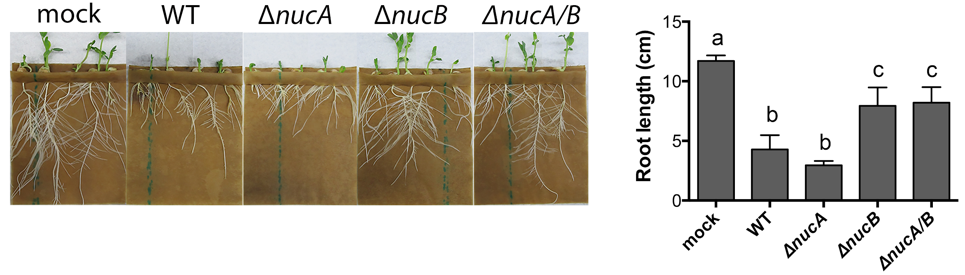 mock WT ΔnucA ΔnucB ΔnucA/B
Root length (cm)
15
10
5
0
a
b
b
c
c
mock
WT
ΔnucA
ΔnucB
ΔnucA/B